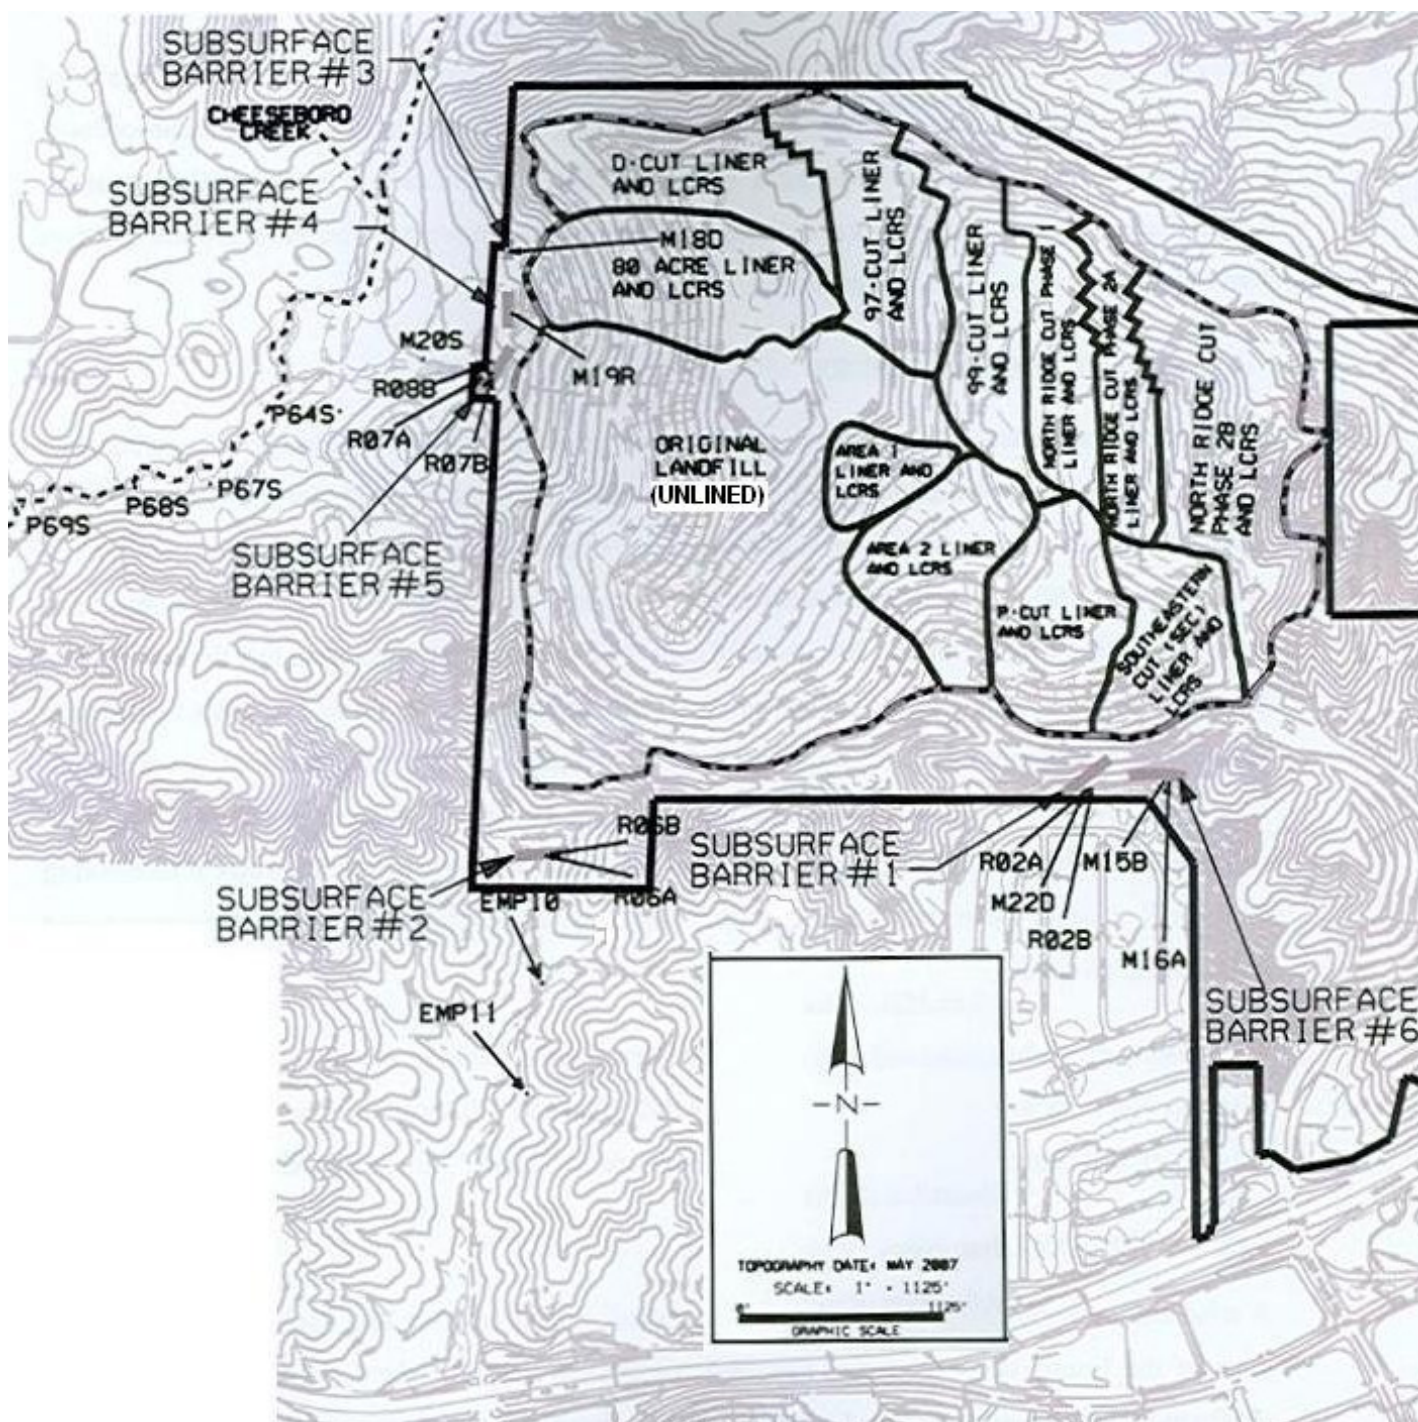 SUBSURFACE
BARRIER #3
CHEESEBORO
CREEK
SUBSURFACE
BARRIER #4
D-CUT LINER
AND LCRS
M18D
80 ACRE LINER
AND LCRS
97-CUT LINER
AND LCRS
99-CUT LINER
AND LCRS
NORTH RIDGE CUT PHASE 1
LINER AND LCRS
NORTH RIDGE CUT PHASE 2A
LINER AND LCRS
NORTH RIDGE CUT
PHASE 2B
AND LCRS
M20S
M19R
R08B
P64S
R07A
R07B
P67S
P68S
P69S
ORIGINAL
LANDFILL
(UNLINED)
AREA 1
LINER AND
LCRS
SUBSURFACE
BARRIER #5
AREA 2 LINER
AND LCRS
P-CUT LINER
AND LCRS
SOUTHEASTERN
CUT (SEC)
LINER AND
LCRS
R06B
R06A
SUBSURFACE
BARRIER #1
R02A
M15B
M22D
R02B
M16A
SUBSURFACE
BARRIER #2
EMP10
EMP11
SUBSURFACE
BARRIER #6
-N-
TOPOGRAPHY DATE: MAY 2007
SCALE: 1" = 1125'
0' 1125'
GRAPHIC SCALE